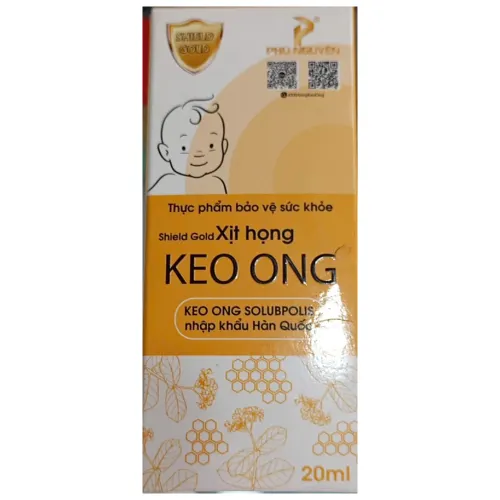 SHIELD
GOLD
PHÚ NGUYÊN
Thực phẩm bảo vệ sức khỏe
Shield Gold Xịt họng
KEO ONG
KEO ONG SOLUBPOLIS
nhập khẩu Hàn Quốc
20ml